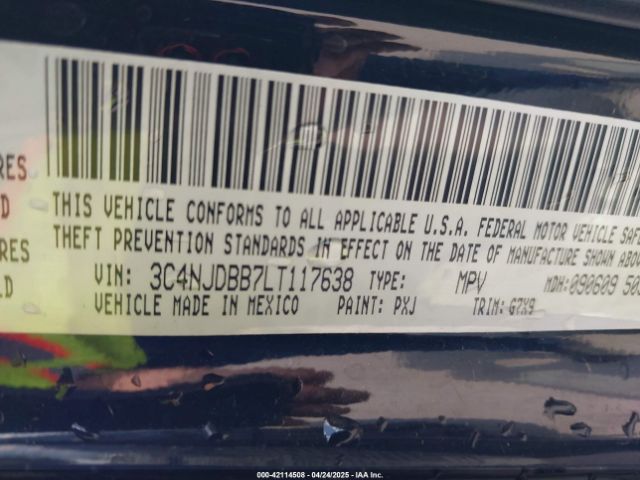 RES
D
RES
LD
THIS VEHICLE CONFORMS TO ALL APPLICABLE U.S.A. FEDERAL MOTOR VEHICLE SAF
THEFT PREVENTION STANDARDS IN EFFECT ON THE DATE OF MANUFACTURE SHOWN ABO
VIN: 3C4NJDBB7LT117638 TYPE: MPV MDH:090609 50
VEHICLE MADE IN MEXICO PAINT: PXJ TRIM: G7X9
000-42114508 - 04/24/2025 - IAA Inc.